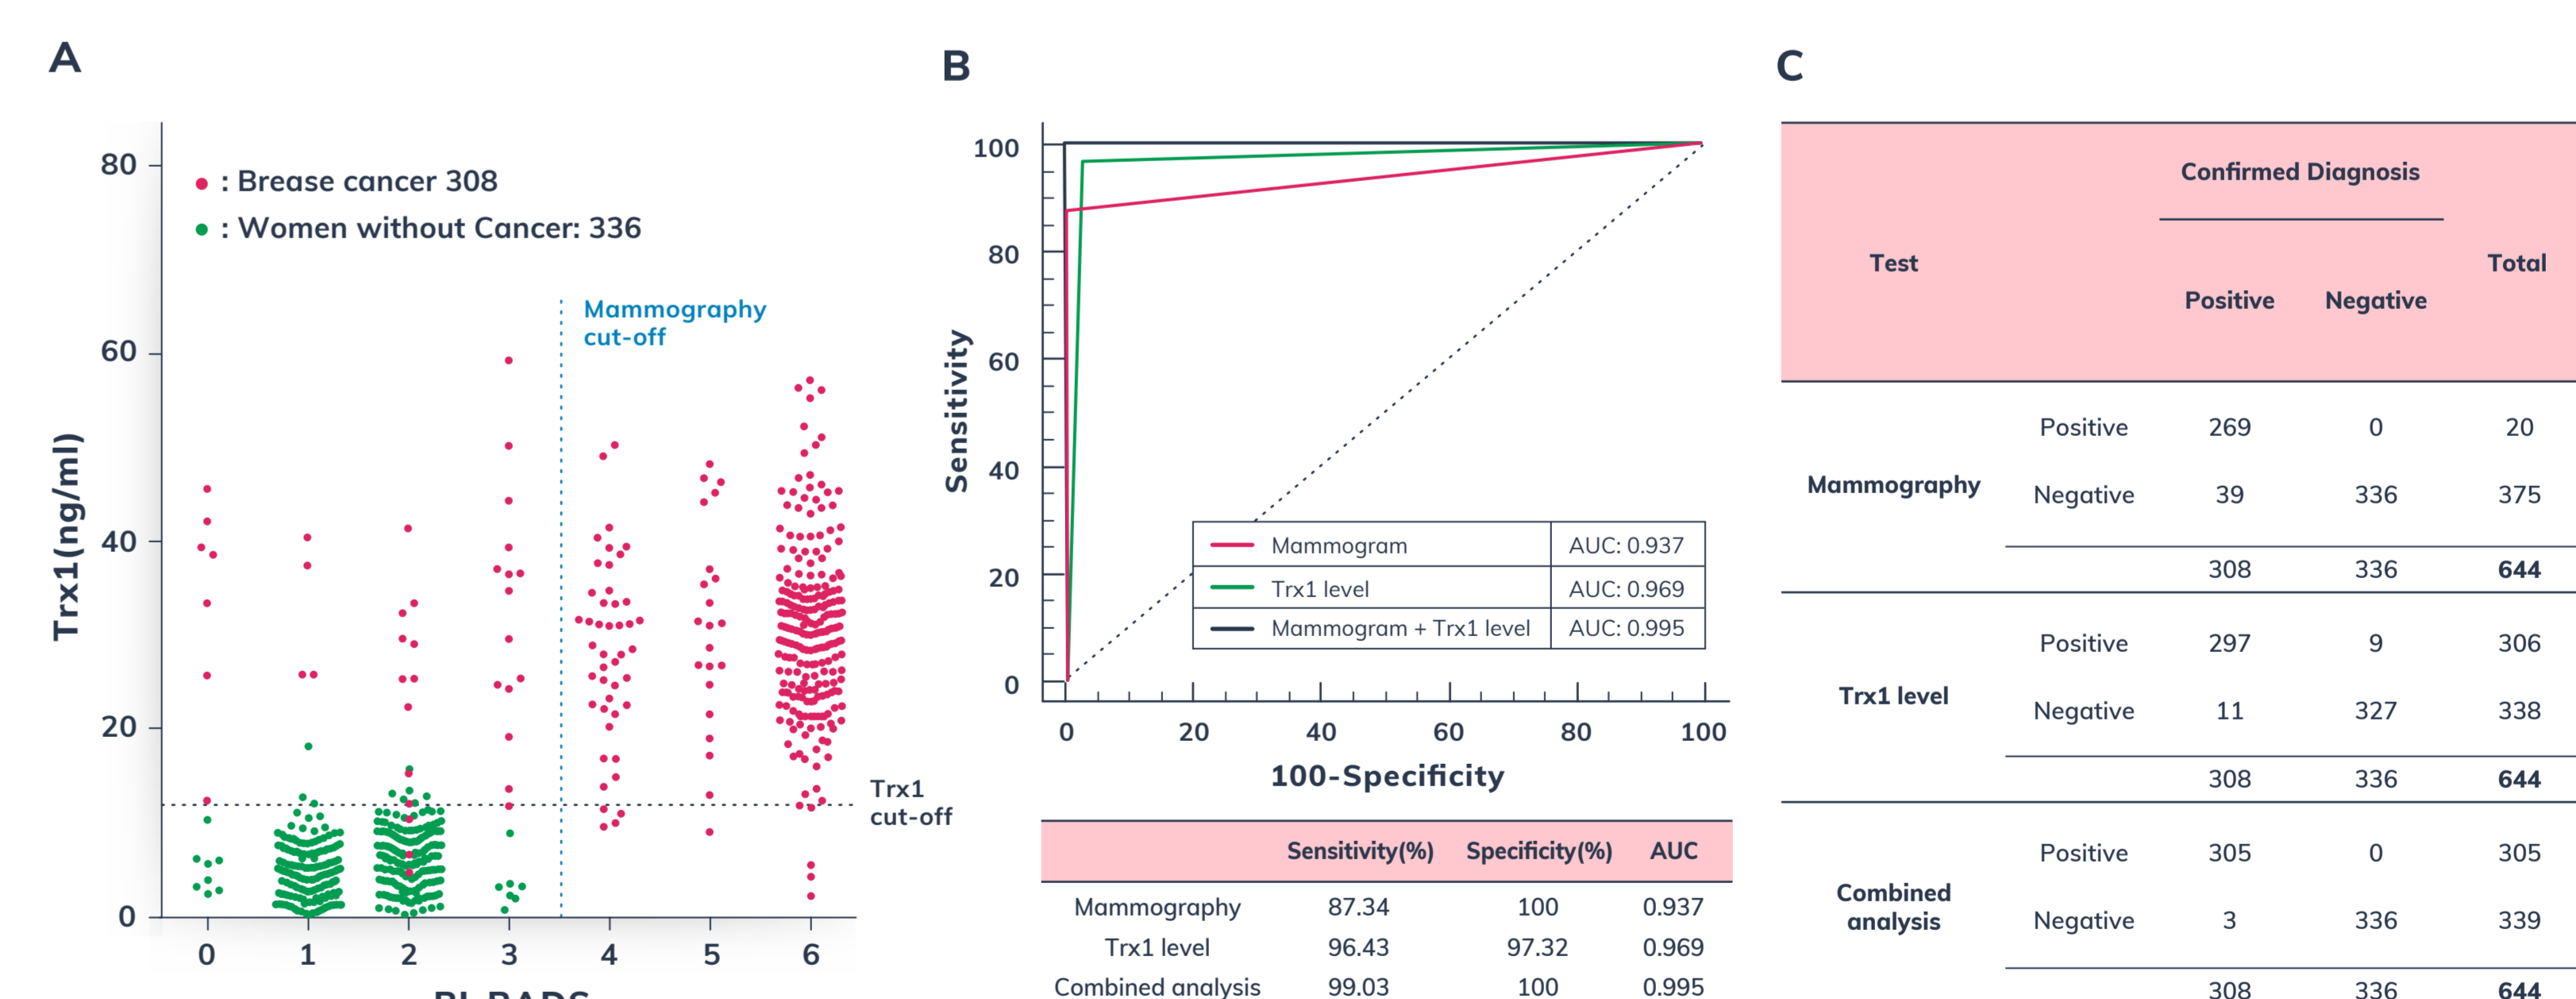 A
80
60
40
20
0
Trx1(ng/ml)
: Brease cancer 308
: Women without Cancer: 336
Mammography
cut-off
Trx1
cut-off
0 1 2 3 4 5 6
BI-RADS
B
100
80
60
40
20
0
Sensitivity
Mammogram AUC: 0.937
Trx1 level AUC: 0.969
Mammogram + Trx1 level AUC: 0.995
0 20 40 60 80 100
100-Specificity
Sensitivity(%) Specificity(%) AUC
Mammography 87.34 100 0.937
Trx1 level 96.43 97.32 0.969
Combined analysis 99.03 100 0.995
C
Test Confirmed Diagnosis Total
Positive Negative
Mammography
Positive 269 0 20
Negative 39 336 375
308 336 644
Trx1 level
Positive 297 9 306
Negative 11 327 338
308 336 644
Combined
analysis
Positive 305 0 305
Negative 3 336 339
308 336 644